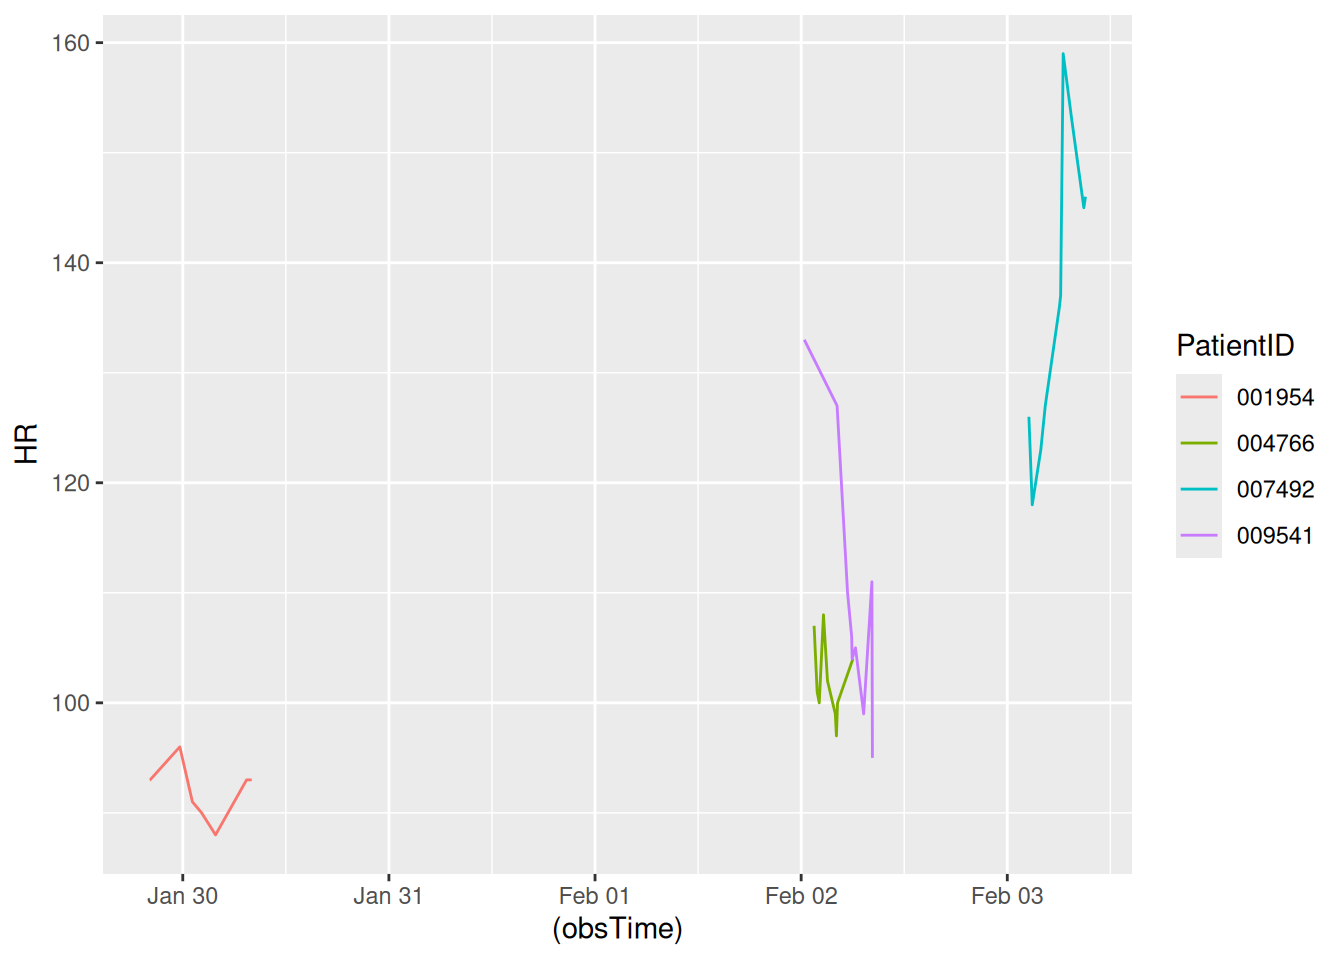 160
140
120
100
HR
Jan 30
Jan 31
Feb 01
Feb 02
Feb 03
(obsTime)
PatientID
001954
004766
007492
009541